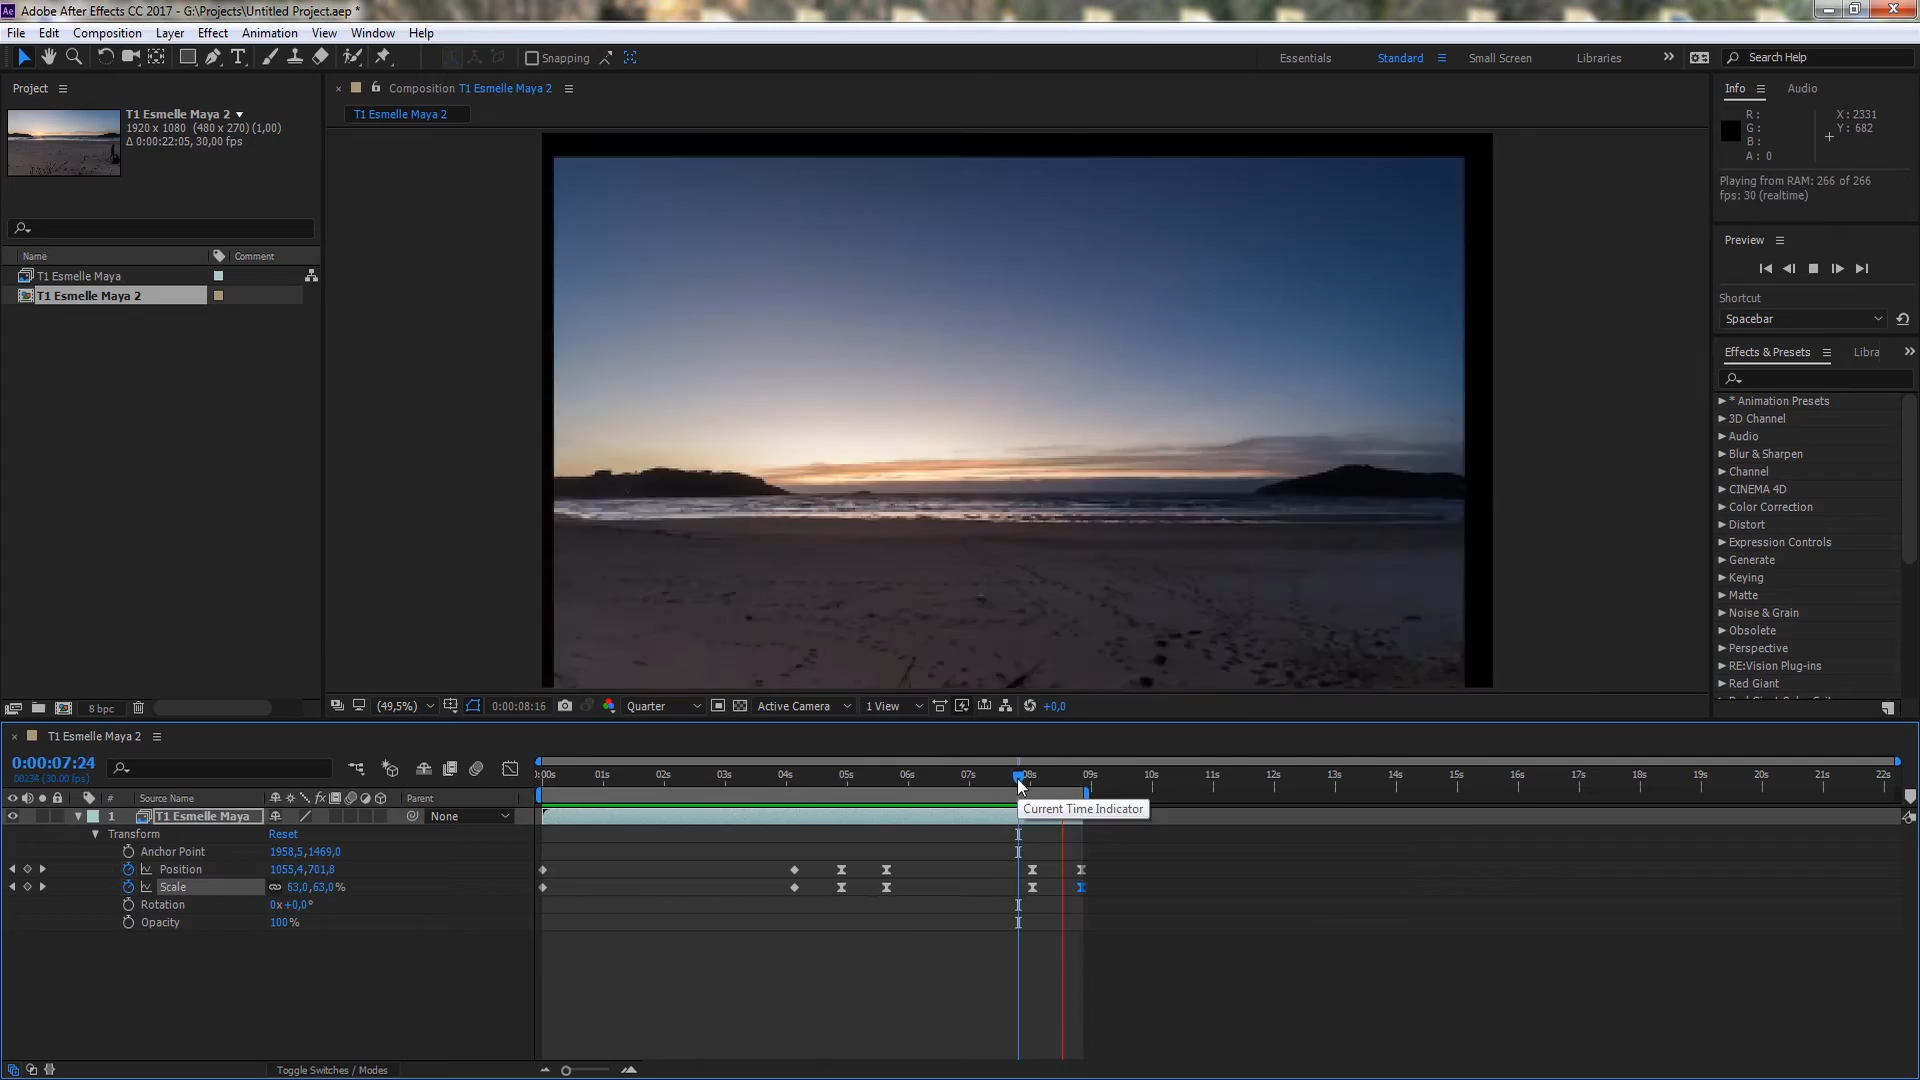 Adobe After Effects CC 2017 - G:\Projects\Untitled Project.aep *
File Edit Composition Layer Effect Animation View Window Help
Snapping
Essentials Standard Small Screen Libraries
Search Help
Project
T1 Esmelle Maya 2
1920 x 1080 (480 x 270) (1,00)
Δ 0:00:22:05, 30,00 fps
Name Comment
T1 Esmelle Maya
T1 Esmelle Maya 2
8 bpc
Composition T1 Esmelle Maya 2
T1 Esmelle Maya 2
(49,5%) 0:00:08:16 Quarter Active Camera 1 View +0,0
Info Audio
R :
G :
B :
A : 0
X : 2331
Y : 682
Playing from RAM: 266 of 266
fps: 30 (realtime)
Preview
Shortcut
Spacebar
Effects & Presets Libra
* Animation Presets
3D Channel
Audio
Blur & Sharpen
Channel
CINEMA 4D
Color Correction
Distort
Expression Controls
Generate
Keying
Matte
Noise & Grain
Obsolete
Perspective
RE:Vision Plug-ins
Red Giant
T1 Esmelle Maya 2
0:00:07:24
00234 (30.00 fps)
:00s 01s 02s 03s 04s 05s 06s 07s 08s 09s 10s 11s 12s 13s 14s 15s 16s 17s 18s 19s 20s 21s 22s
# Source Name fx Parent
Current Time Indicator
1 T1 Esmelle Maya None
Transform Reset
Anchor Point 1958,5,1469,0
Position 1055,4,701,8
Scale 63,0,63,0%
Rotation 0x+0,0°
Opacity 100%
Toggle Switches / Modes